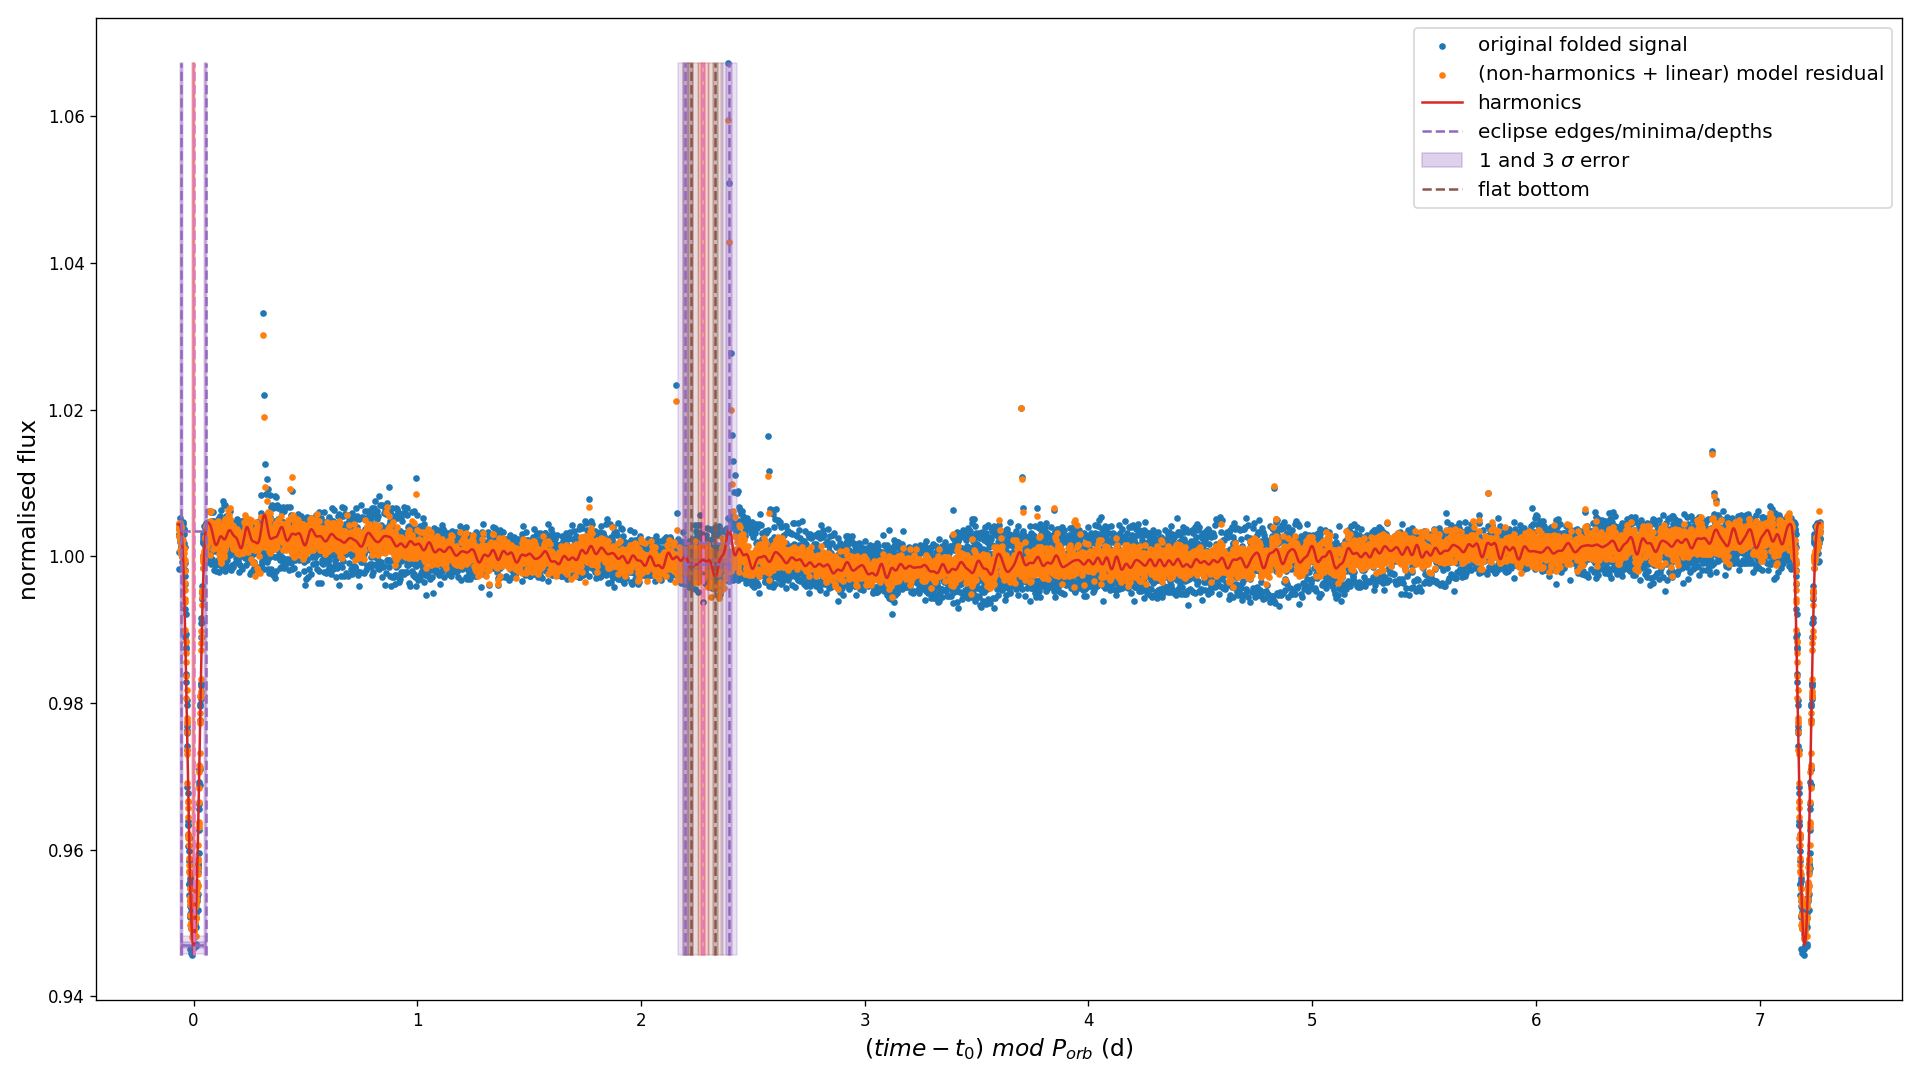 original folded signal
(non-harmonics + linear) model residual
harmonics
eclipse edges/minima/depths
1 and 3 σ error
flat bottom
normalised flux
1.06
1.04
1.02
1.00
0.98
0.96
0.94
0 1 2 3 4 5 6 7
(time − t₀) mod Pₒᵣᵦ (d)